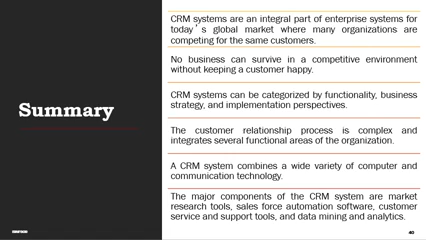 Summary
CRM systems are an integral part of enterprise systems for
today's global market where many organizations are
competing for the same customers.
No business can survive in a competitive environment
without keeping a customer happy.
CRM systems can be categorized by functionality, business
strategy, and implementation perspectives.
The customer relationship process is complex and
integrates several functional areas of the organization.
A CRM system combines a wide variety of computer and
communication technology.
The major components of the CRM system are market
research tools, sales force automation software, customer
service and support tools, and data mining and analytics.
40